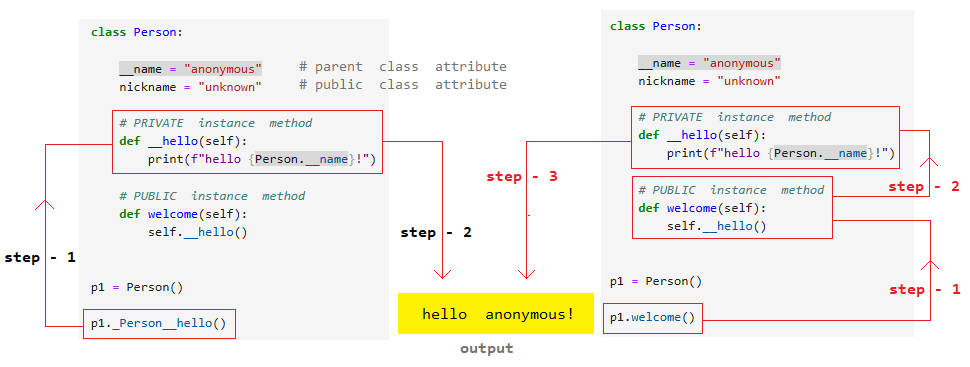 class Person:
__name = "anonymous" # parent class attribute
nickname = "unknown" # public class attribute
# PRIVATE instance method
def __hello(self):
print(f"hello {Person.__name}!")
# PUBLIC instance method
def welcome(self):
self.__hello()
p1 = Person()
p1._Person__hello()
step - 1
step - 2
class Person:
__name = "anonymous"
nickname = "unknown"
# PRIVATE instance method
def __hello(self):
print(f"hello {Person.__name}!")
# PUBLIC instance method
def welcome(self):
self.__hello()
p1 = Person()
p1.welcome()
step - 1
step - 2
step - 3
hello anonymous!
output